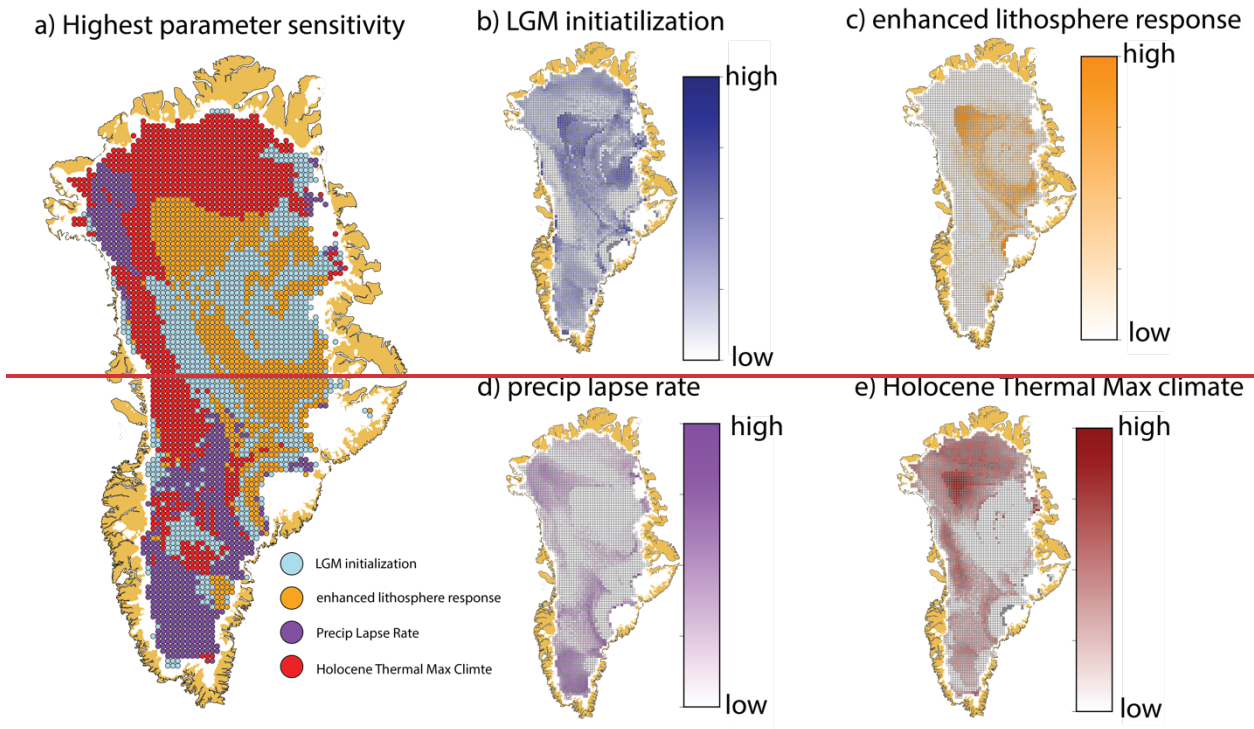 a) Highest parameter sensitivity
LGM initialization
enhanced lithosphere response
Precip Lapse Rate
Holocene Thermal Max Climte
b) LGM initiatilization
high
low
c) enhanced lithosphere response
high
low
d) precip lapse rate
high
low
e) Holocene Thermal Max climate
high
low